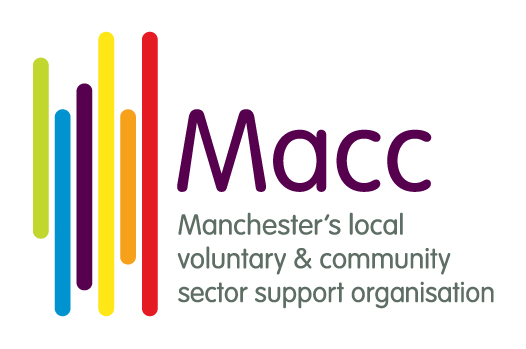 Macc
Manchester's local
voluntary & community
sector support organisation